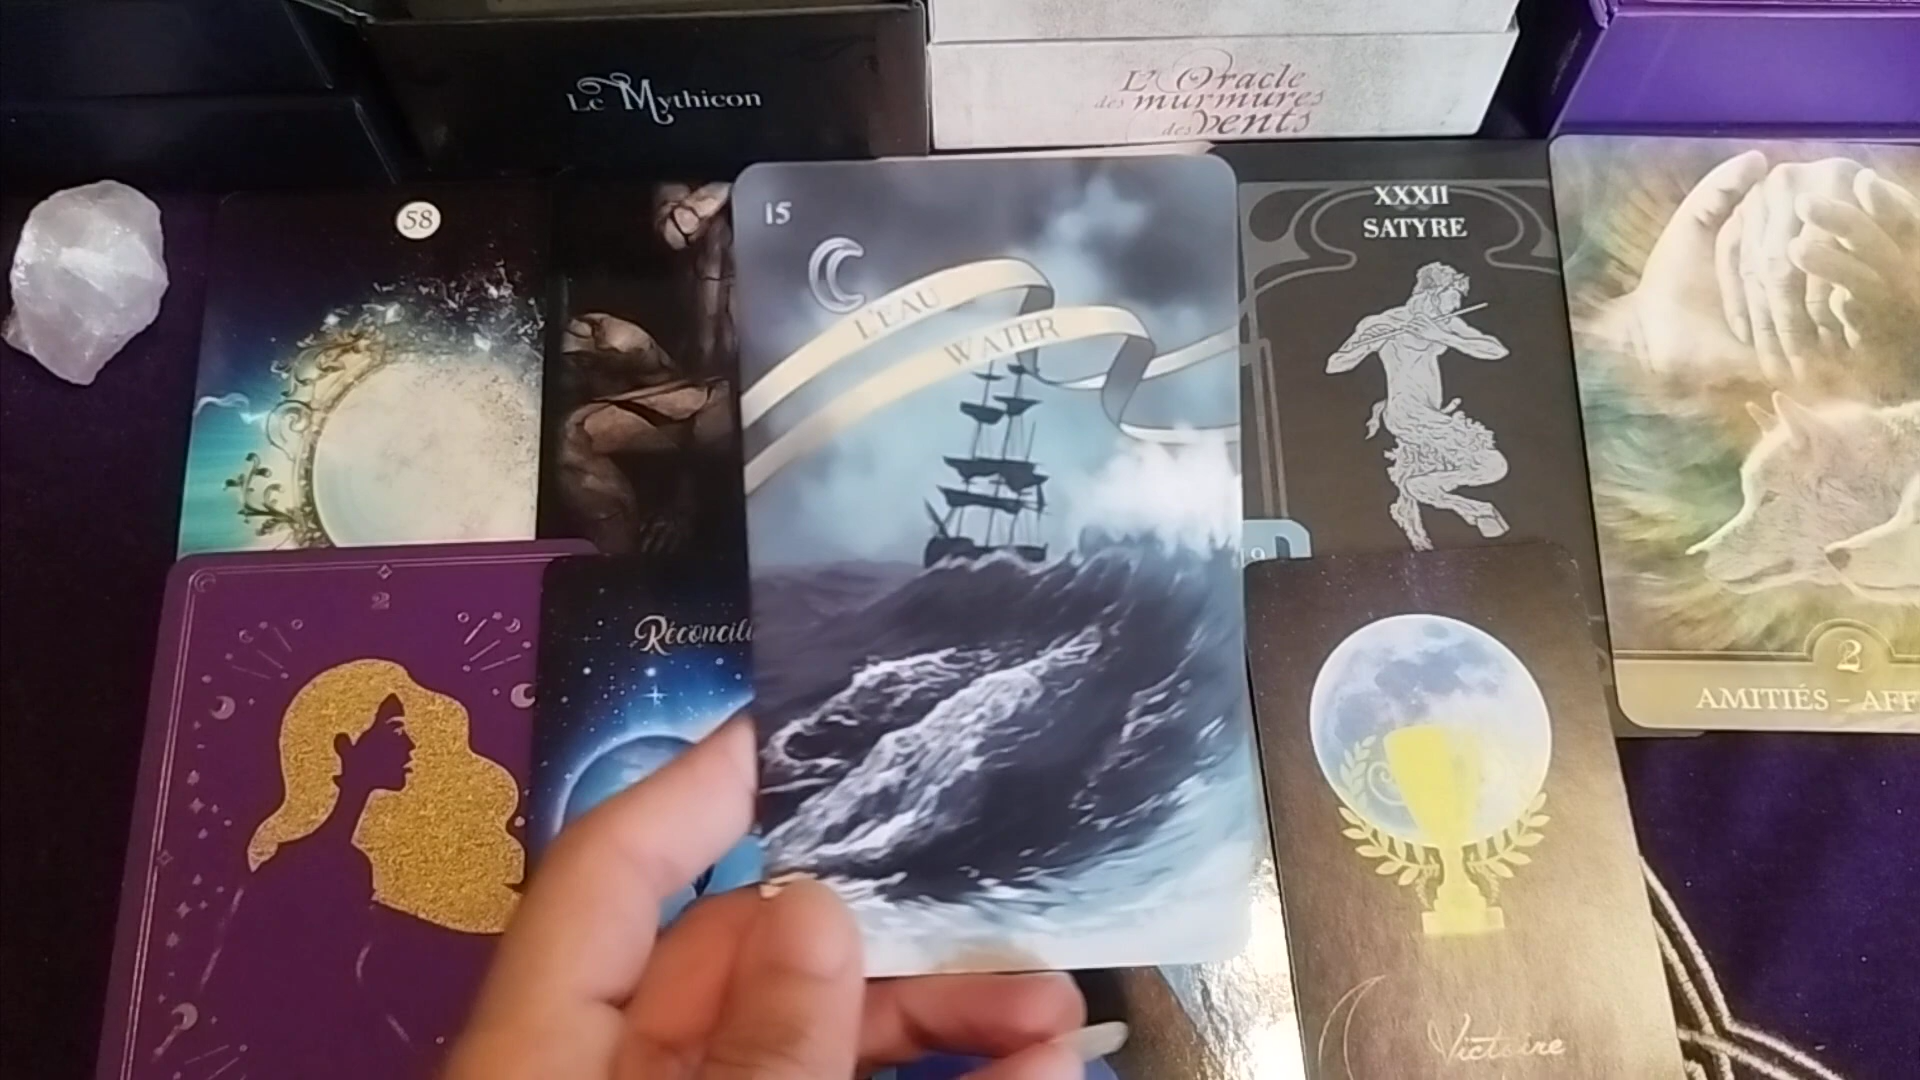 Le Mythicon
L'Oracle
des murmures
des vents
58
15
L'EAU
WATER
XXXII
SATYRE
19
2
Réconcili
2
AMITIÉS - AFF
Victoire